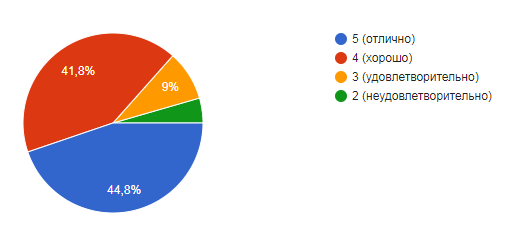 41,8%
9%
44,8%
5 (отлично)
4 (хорошо)
3 (удовлетворительно)
2 (неудовлетворительно)